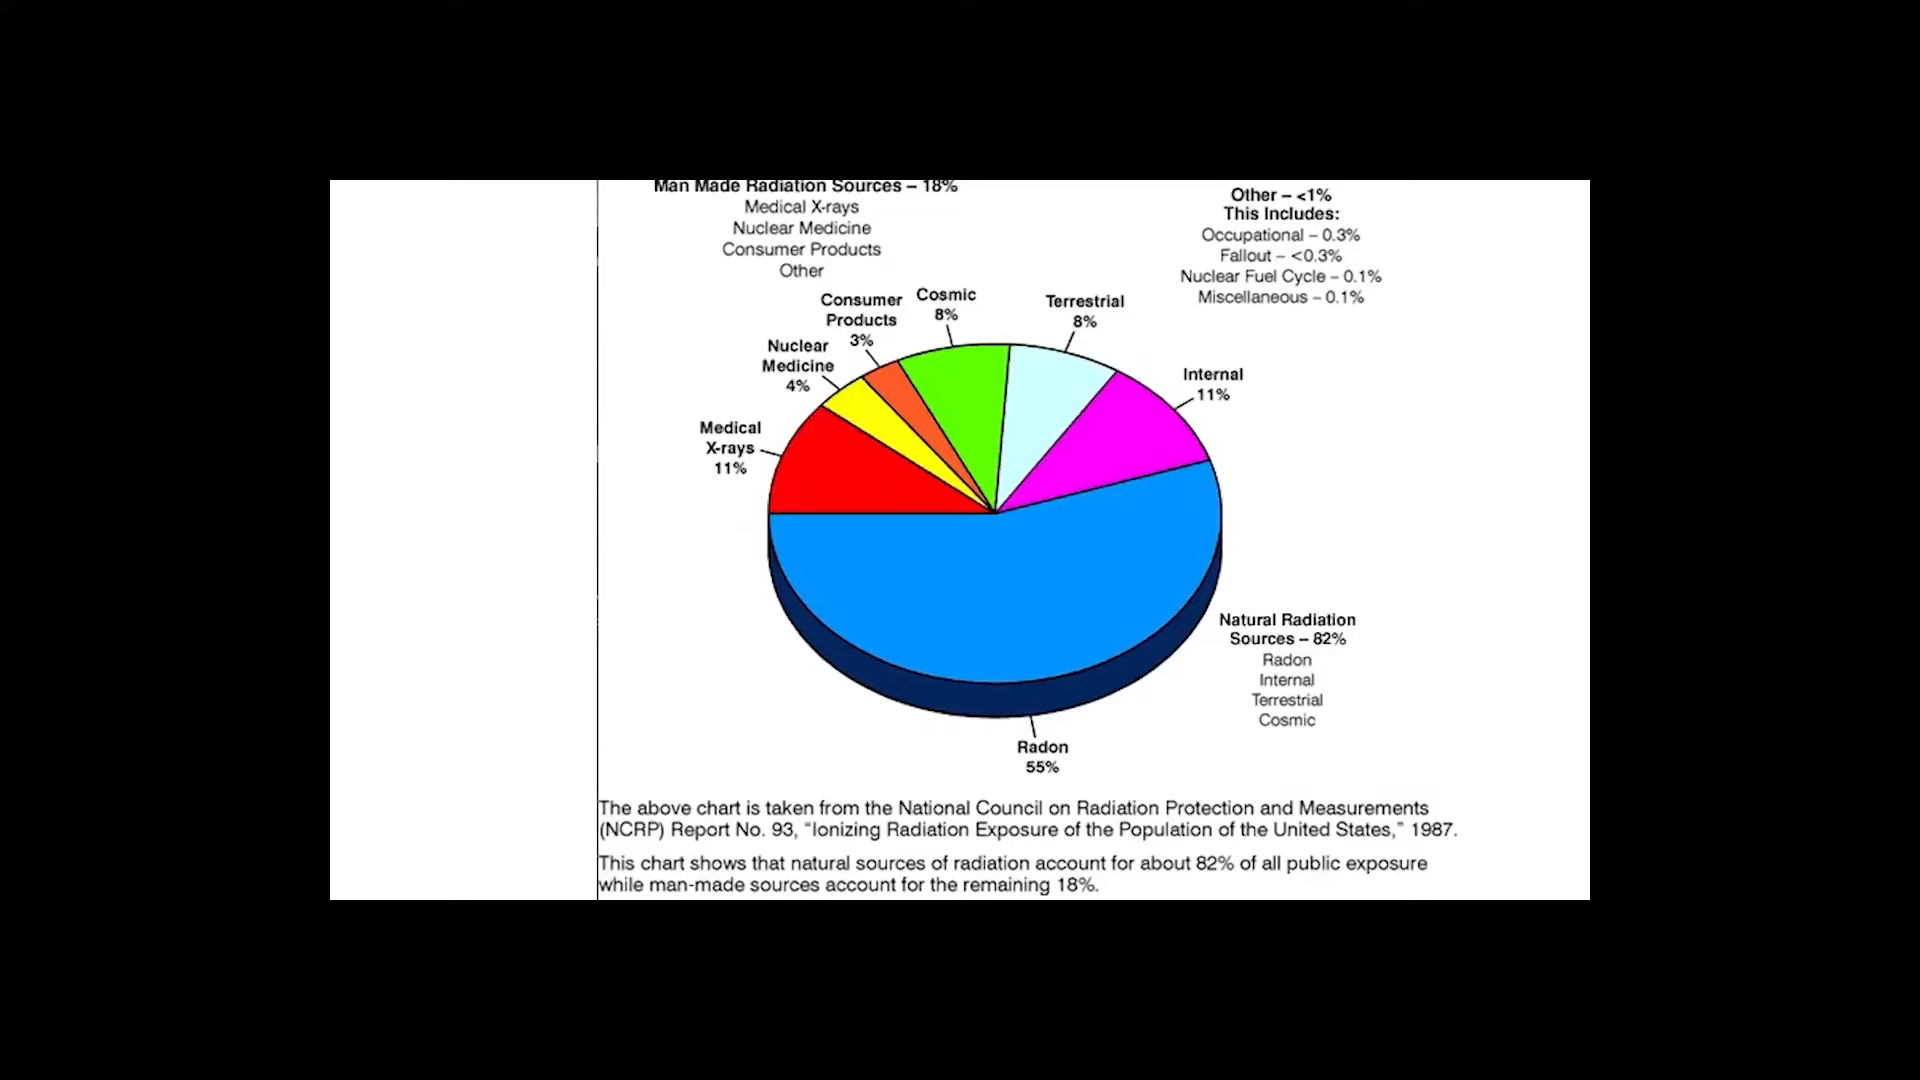 Man Made Radiation Sources – 18%
Medical X-rays
Nuclear Medicine
Consumer Products
Other
Other – <1%
This Includes:
Occupational – 0.3%
Fallout – <0.3%
Nuclear Fuel Cycle – 0.1%
Miscellaneous – 0.1%
Consumer
Products
3%
Cosmic
8%
Terrestrial
8%
Nuclear
Medicine
4%
Internal
11%
Medical
X-rays
11%
Natural Radiation
Sources – 82%
Radon
Internal
Terrestrial
Cosmic
Radon
55%
The above chart is taken from the National Council on Radiation Protection and Measurements
(NCRP) Report No. 93, “Ionizing Radiation Exposure of the Population of the United States,” 1987.
This chart shows that natural sources of radiation account for about 82% of all public exposure
while man-made sources account for the remaining 18%.